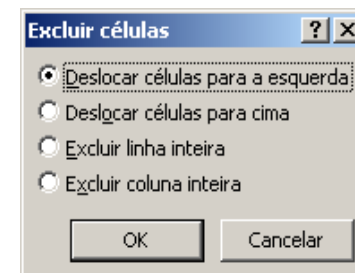 Excluir células
Deslocar células para a esquerda
Deslocar células para cima
Excluir linha inteira
Excluir coluna inteira
OK Cancelar